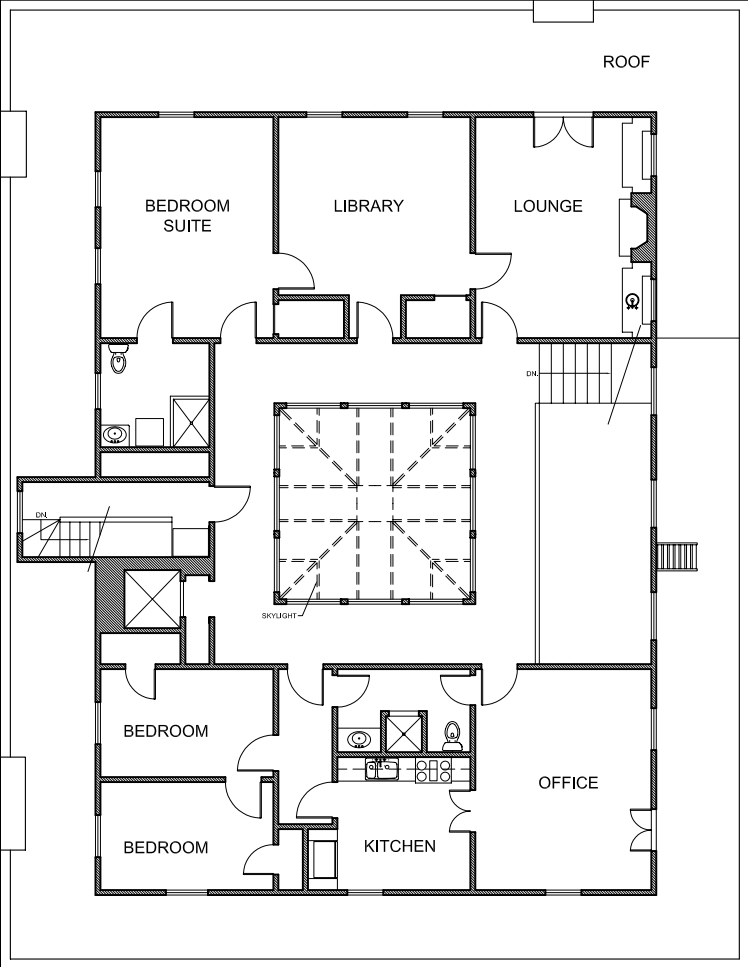 ROOF
BEDROOM
SUITE
LIBRARY
LOUNGE
DN.
DN.
SKYLIGHT
BEDROOM
OFFICE
BEDROOM
KITCHEN